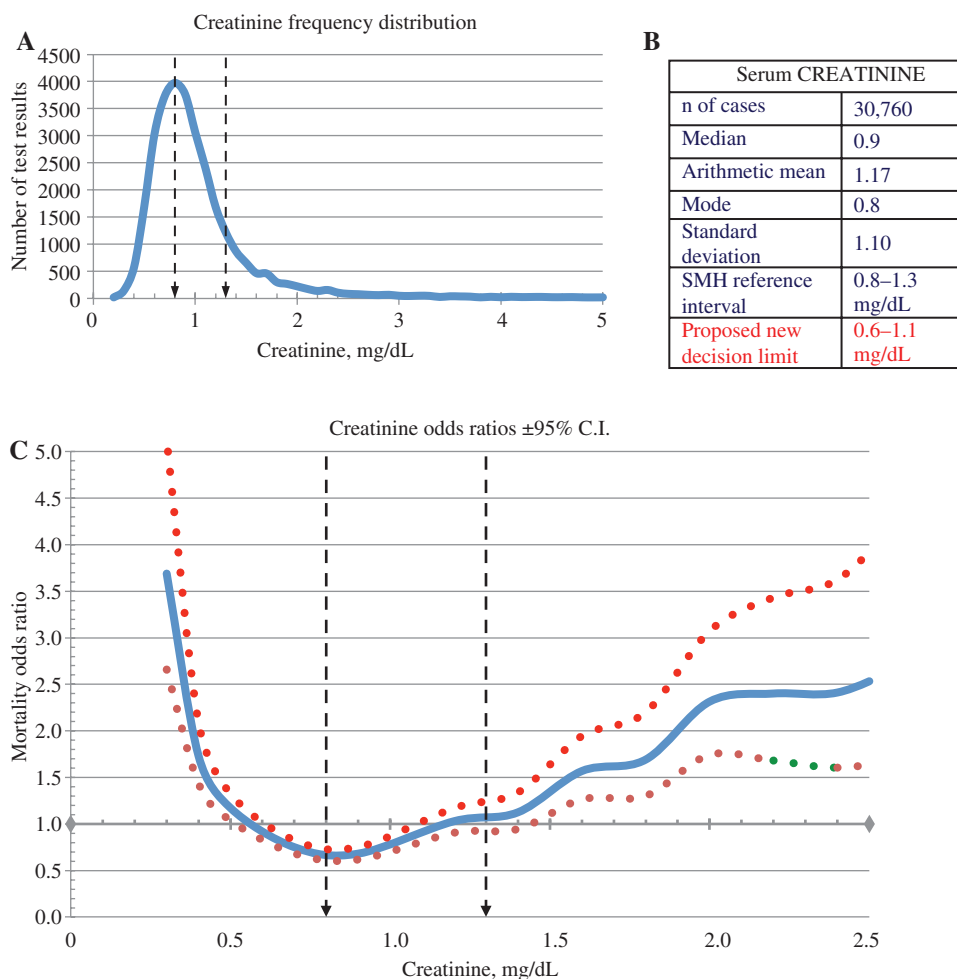 Creatinine frequency distribution
A
4500
4000
3500
3000
2500
2000
1500
1000
500
0
Number of test results
0 1 2 3 4 5
Creatinine, mg/dL
B
Serum CREATININE
n of cases 30,760
Median 0.9
Arithmetic mean 1.17
Mode 0.8
Standard
deviation 1.10
SMH reference
interval
0.8–1.3
mg/dL
Proposed new
decision limit
0.6–1.1
mg/dL
Creatinine odds ratios ±95% C.I.
C
5.0
4.5
4.0
3.5
3.0
2.5
2.0
1.5
1.0
0.5
0.0
Mortality odds ratio
0 0.5 1.0 1.5 2.0 2.5
Creatinine, mg/dL